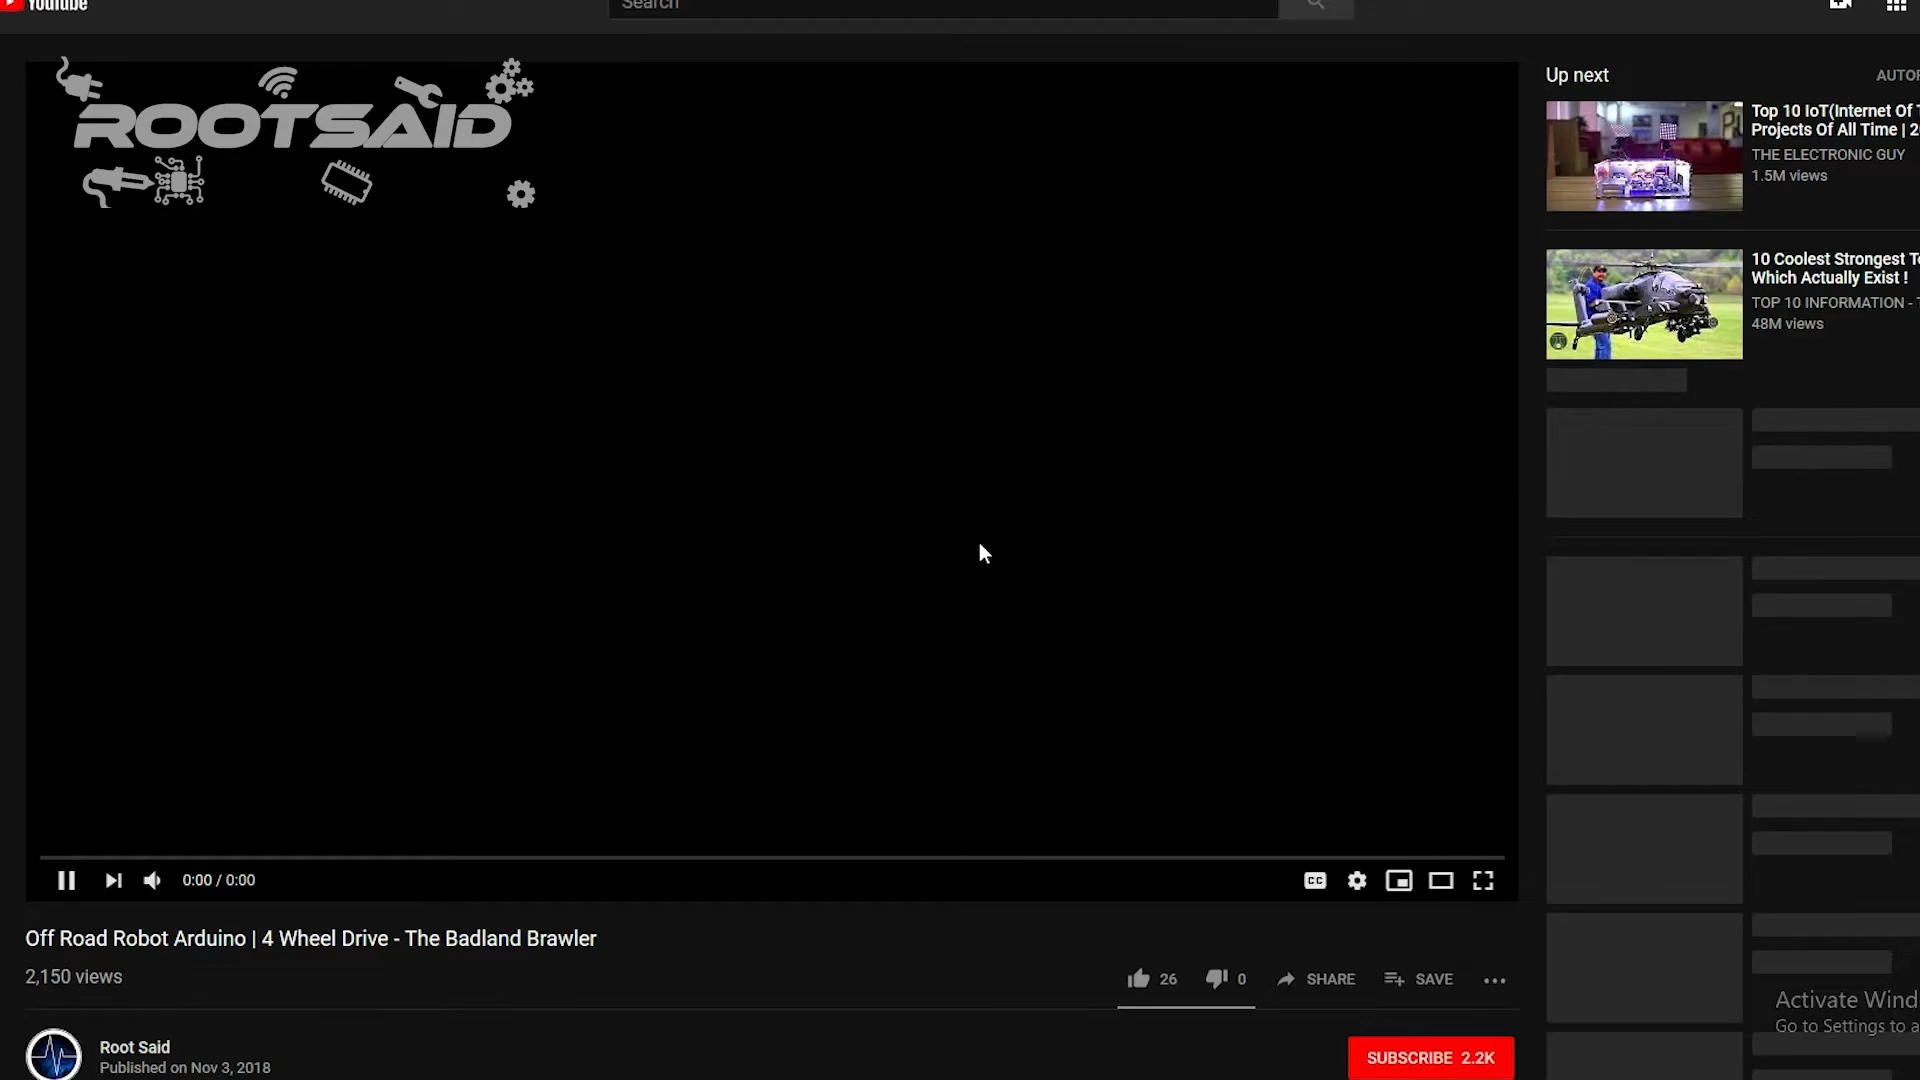 YouTube
Search
ROOTSAID
Up next
Top 10 IoT(Internet Of
Projects Of All Time |
THE ELECTRONIC GUY
1.5M views
10 Coolest Strongest
Which Actually Exist !
TOP 10 INFORMATION -
48M views
CC
0:00 / 0:00
Off Road Robot Arduino | 4 Wheel Drive - The Badland Brawler
2,150 views
26
0
SHARE
SAVE
Activate
Go to Settings to
Root Said
Published on Nov 3, 2018
SUBSCRIBE 2.2K